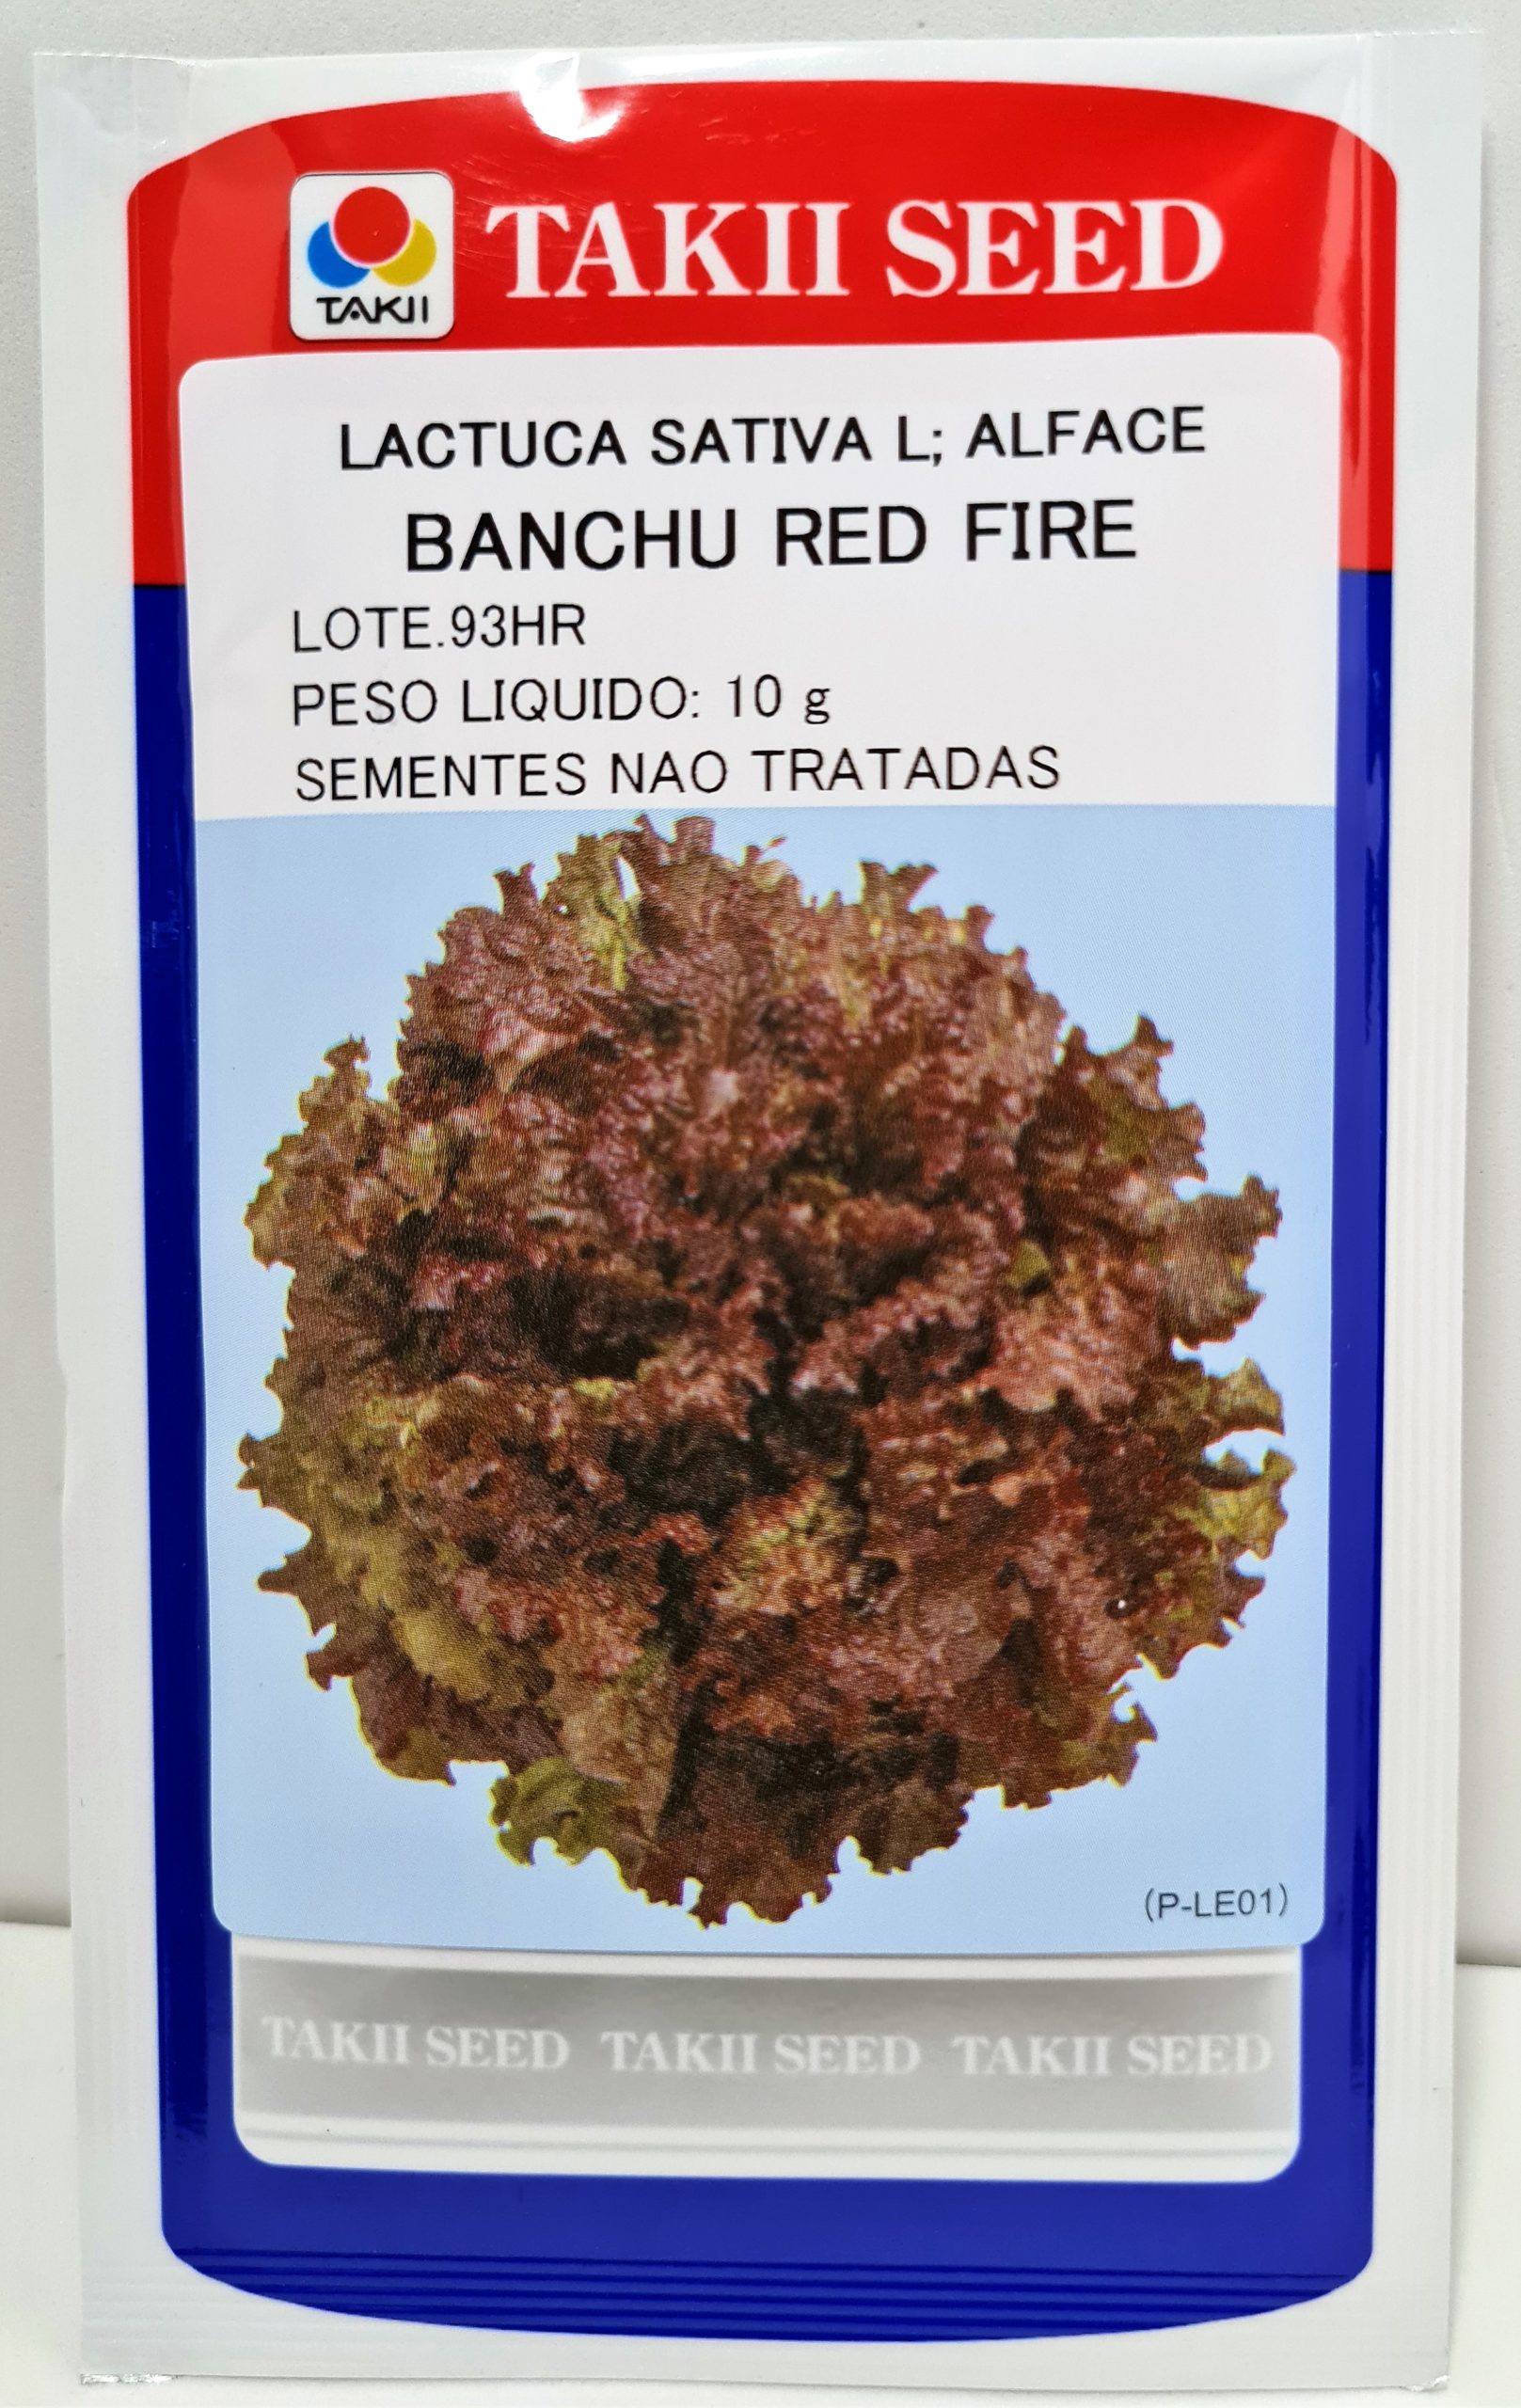 TAKII
TAKII SEED
LACTUCA SATIVA L; ALFACE
BANCHU RED FIRE
LOTE.93HR
PESO LIQUIDO: 10 g
SEMENTES NAO TRATADAS
(P-LE01)
TAKII SEED TAKII SEED TAKII SEED